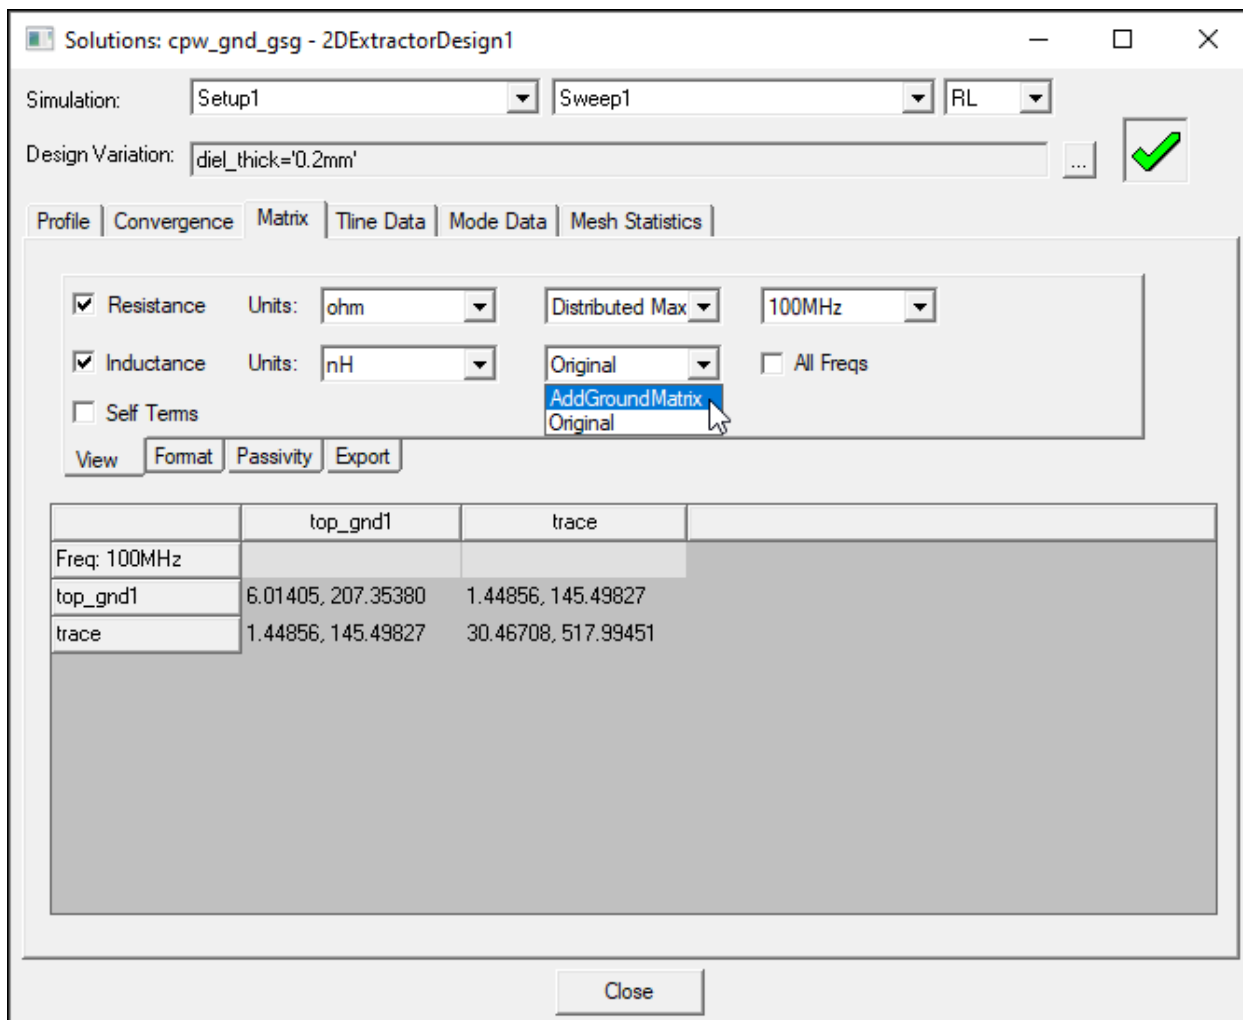 Solutions: cpw_gnd_gsg - 2DExtractorDesign1
Simulation: Setup1 Sweep1 RL
Design Variation: diel_thick='0.2mm' ...
Profile Convergence Matrix Tline Data Mode Data Mesh Statistics
Resistance Units: ohm Distributed Max 100MHz
Inductance Units: nH Original All Freqs
AddGroundMatrix
Self Terms
Original
View Format Passivity Export
top_gnd1 trace
Freq: 100MHz
top_gnd1 6.01405, 207.35380 1.44856, 145.49827
trace 1.44856, 145.49827 30.46708, 517.99451
Close